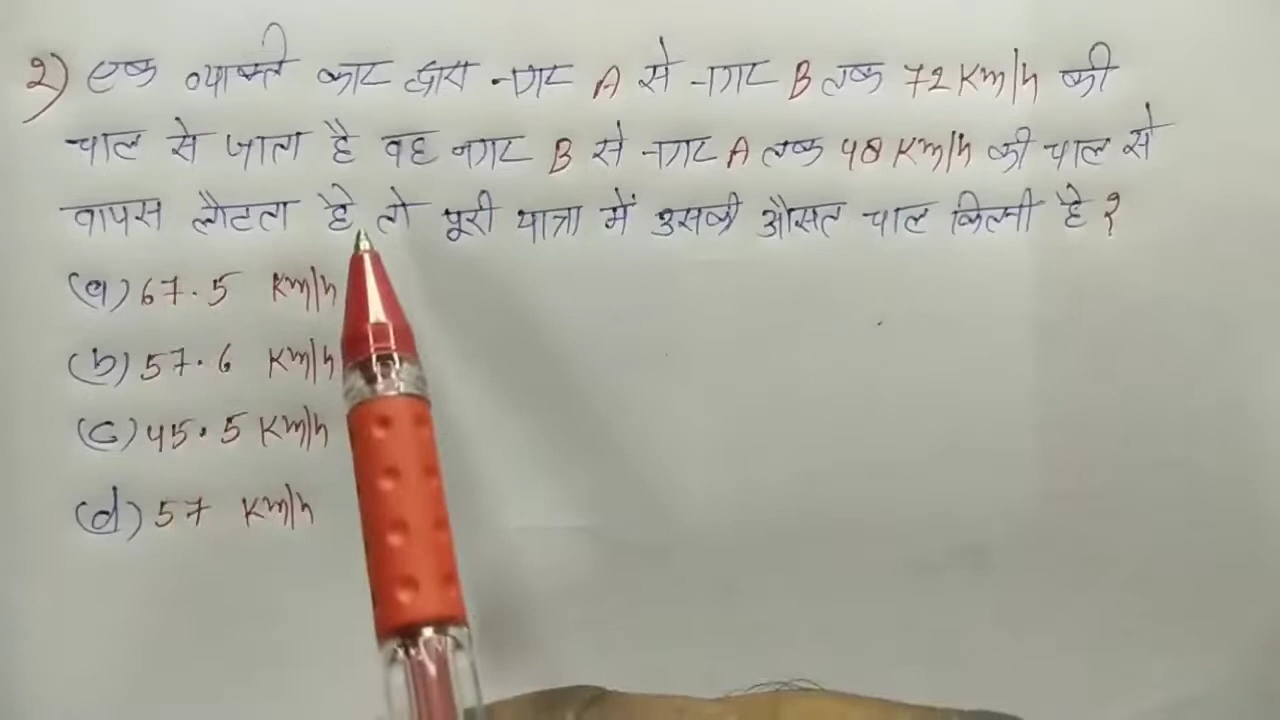 2) एक व्यक्ति कार द्वारा नगर A से नगर B तक 72 Km/h की
चाल से जाता है वह नगर B से नगर A तक 48 Km/h की चाल से
वापस लौटता है तो पूरी यात्रा में उसकी औसत चाल कितनी है ?
(a) 67.5 Km/h
(b) 57.6 Km/h
(c) 45.5 Km/h
(d) 57 Km/h